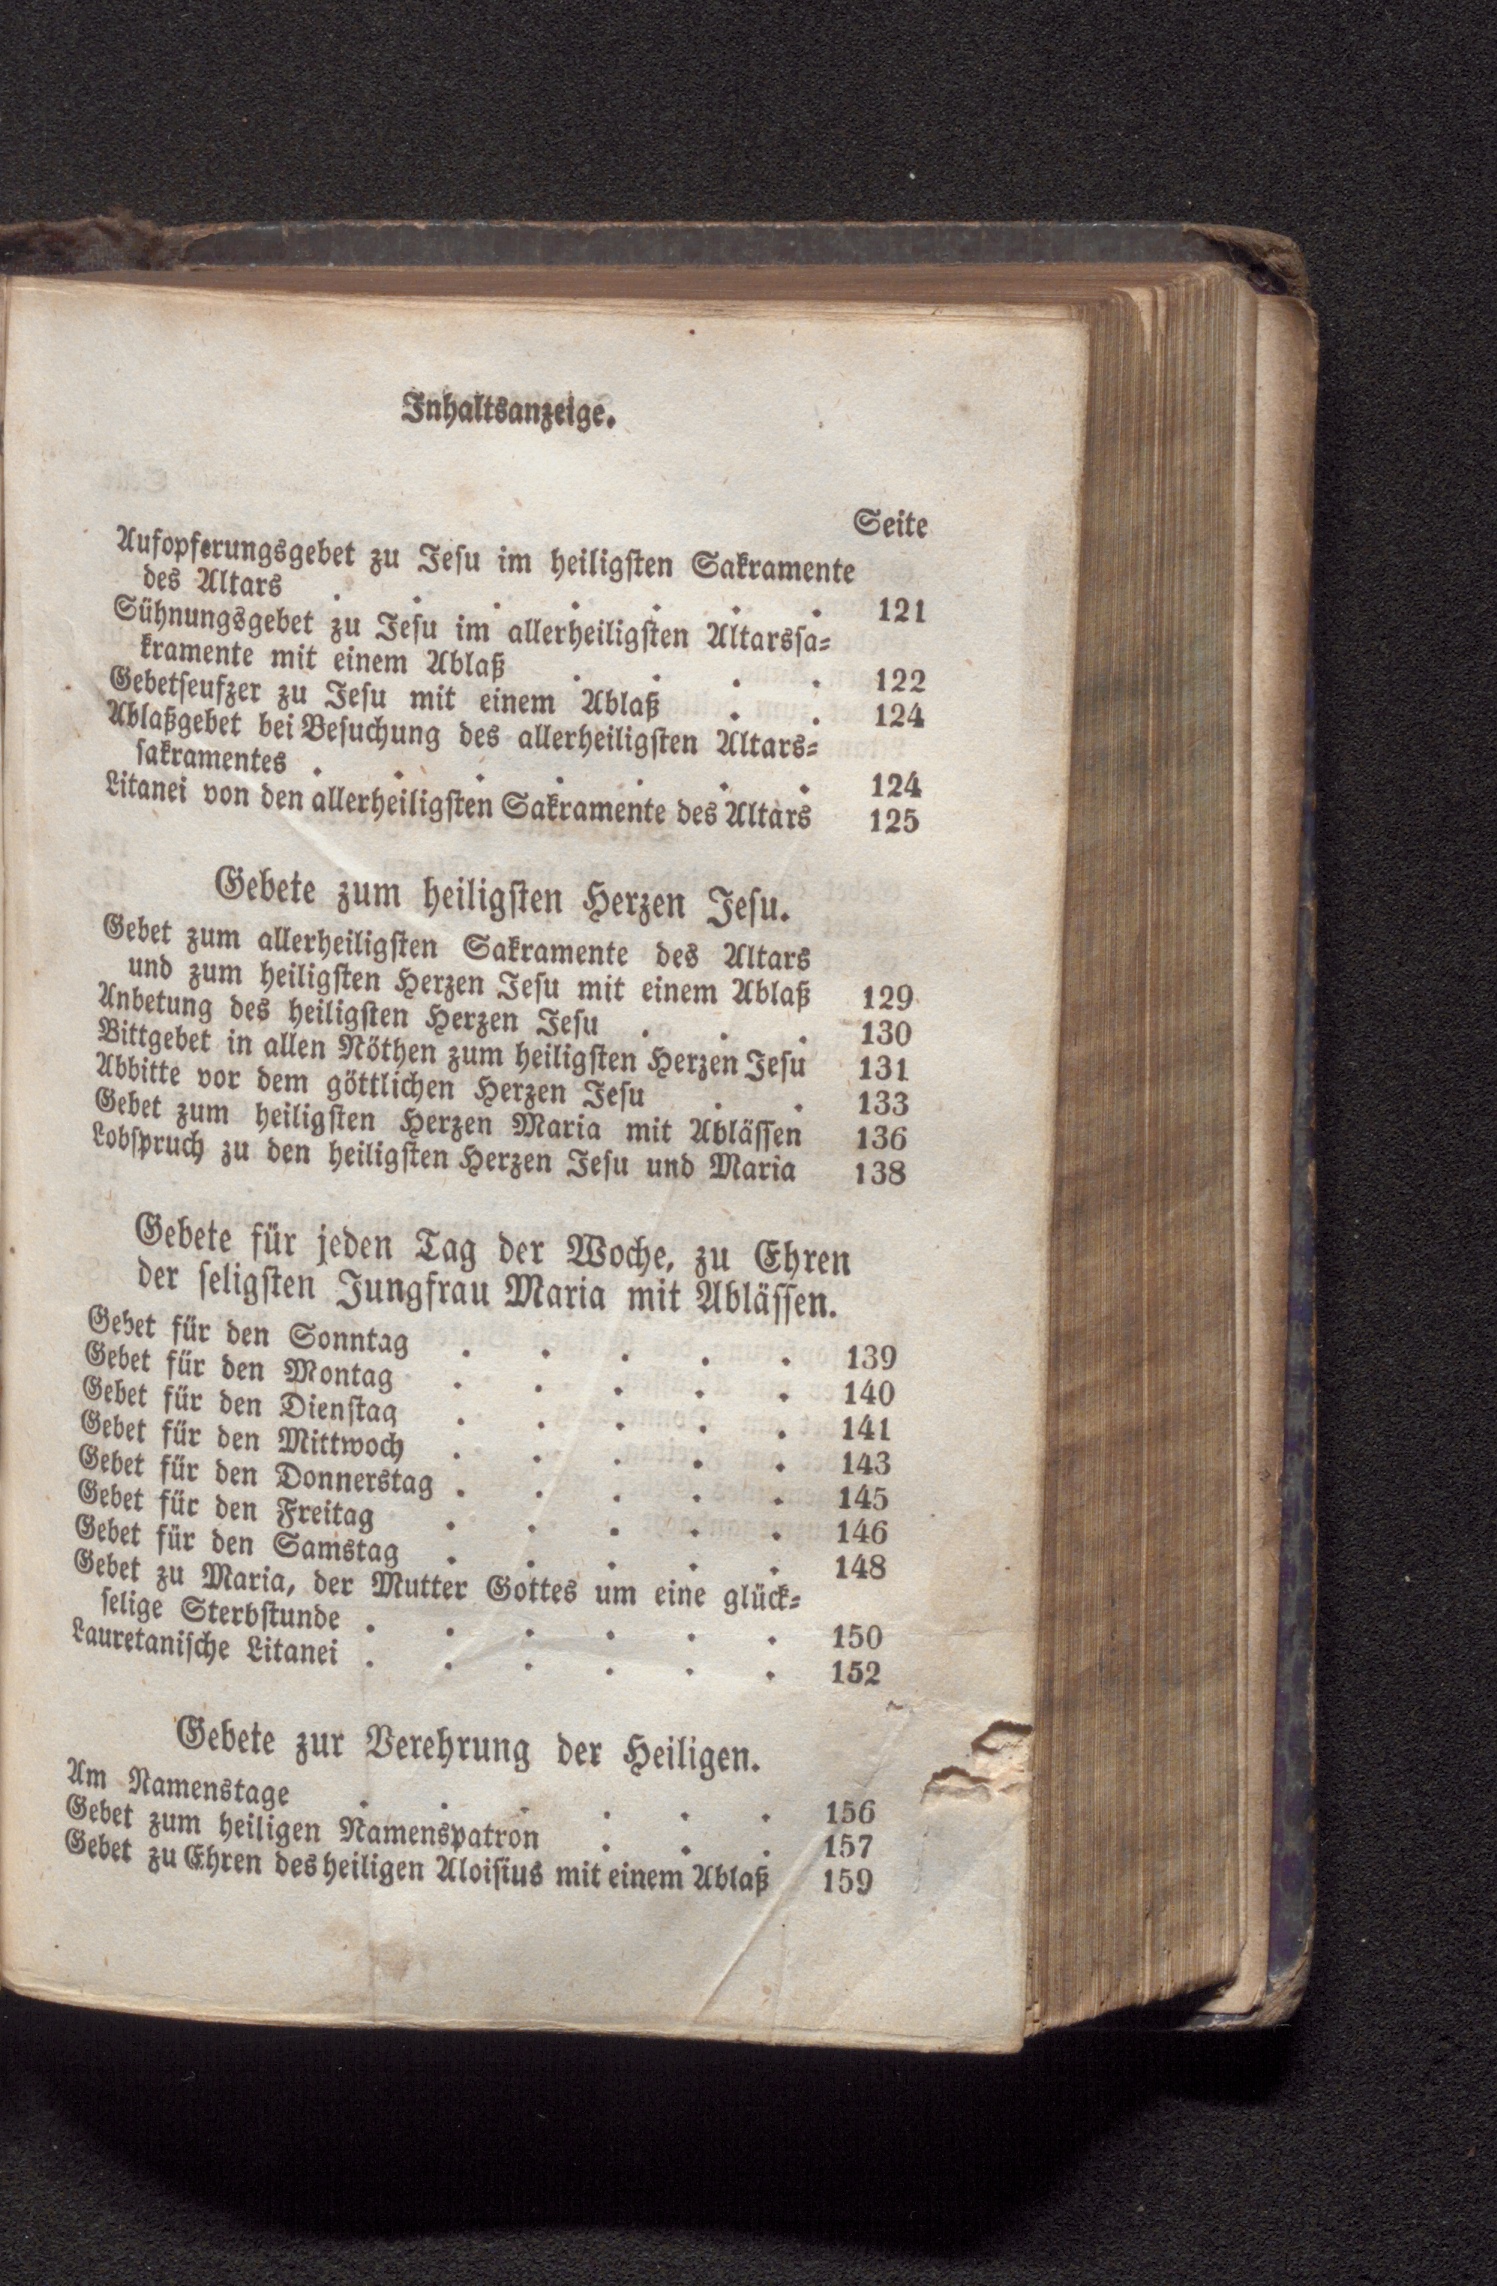 Inhaltsanzeige.
Seite
Aufopferungsgebet zu Jesu im heiligsten Sakramente
des Altars . . . . . . . 121
Sühnungsgebet zu Jesu im allerheiligsten Altarssa-
kramente mit einem Ablaß . . . . 122
Gebetseufzer zu Jesu mit einem Ablaß . . 124
Ablaßgebet bei Besuchung des allerheiligsten Altars-
sakramentes . . . . . . . 124
Litanei von den allerheiligsten Sakramente des Altars 125
Gebete zum heiligsten Herzen Jesu.
Gebet zum allerheiligsten Sakramente des Altars
und zum heiligsten Herzen Jesu mit einem Ablaß 129
Anbetung des heiligsten Herzen Jesu . . . 130
Bittgebet in allen Nöthen zum heiligsten Herzen Jesu 131
Abbitte vor dem göttlichen Herzen Jesu . . 133
Gebet zum heiligsten Herzen Maria mit Ablässen 136
Lobspruch zu den heiligsten Herzen Jesu und Maria 138
Gebete für jeden Tag der Woche, zu Ehren
der seligsten Jungfrau Maria mit Ablässen.
Gebet für den Sonntag . . . . . 139
Gebet für den Montag . . . . . 140
Gebet für den Dienstag . . . . . 141
Gebet für den Mittwoch . . . . . 143
Gebet für den Donnerstag . . . . . 145
Gebet für den Freitag . . . . . 146
Gebet für den Samstag . . . . . 148
Gebet zu Maria, der Mutter Gottes um eine glück-
selige Sterbstunde . . . . . . 150
Lauretanische Litanei . . . . . . 152
Gebete zur Verehrung der Heiligen.
Am Namenstage . . . . . . 156
Gebet zum heiligen Namenspatron . . . 157
Gebet zu Ehren des heiligen Aloisius mit einem Ablaß 159